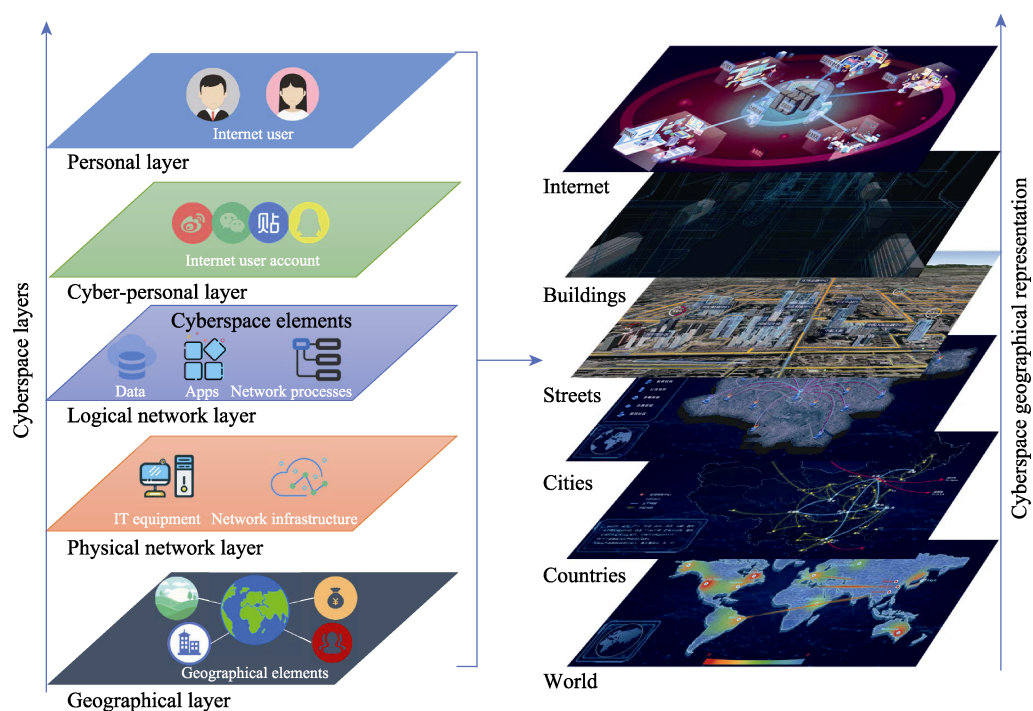 Cyberspace layers
Internet user
Personal layer
Internet user account
贴
Cyber-personal layer
Cyberspace elements
Data
Apps
Network processes
Logical network layer
IT equipment
Network infrastructure
Physical network layer
¥
Geographical elements
Geographical layer
Internet
Buildings
Streets
Cities
Countries
World
Cyberspace geographical representation